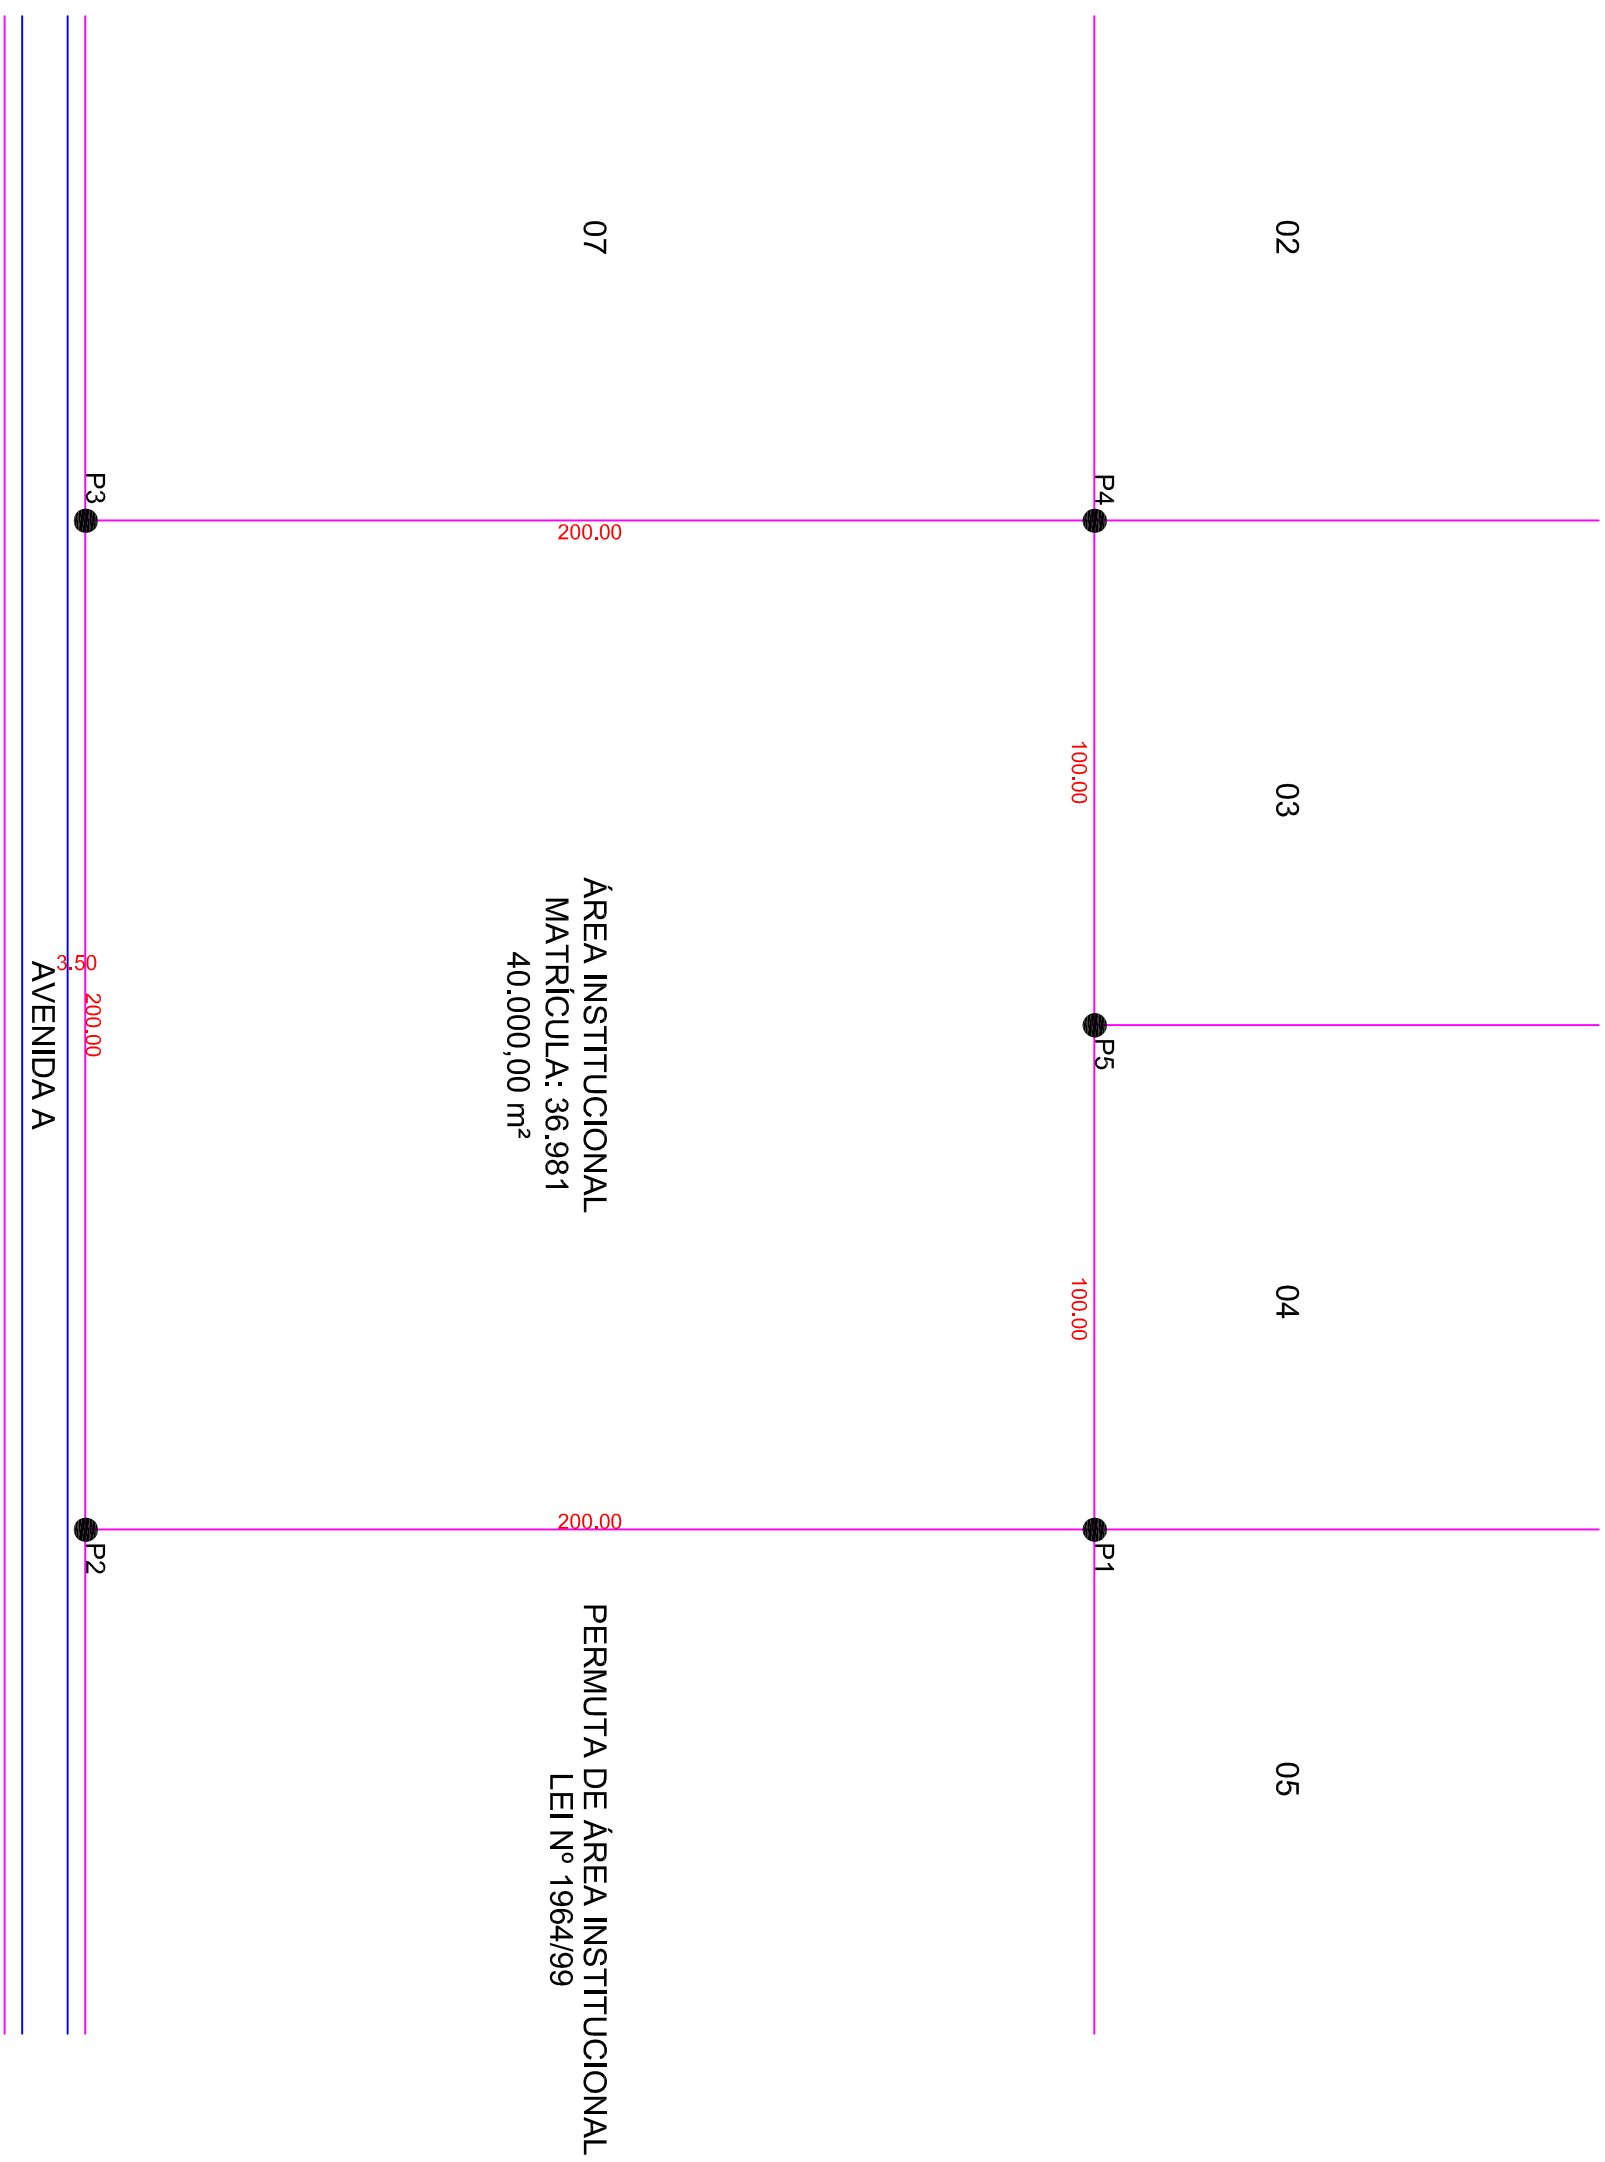 02
03
04
05
P4
P5
P1
100.00
100.00
07
200.00
ÁREA INSTITUCIONAL
MATRÍCULA: 36.981
40.000,00 m²
200.00
PERMUTA DE ÁREA INSTITUCIONAL
LEI Nº 1964/99
P3
200.00
3.50
P2
AVENIDA A